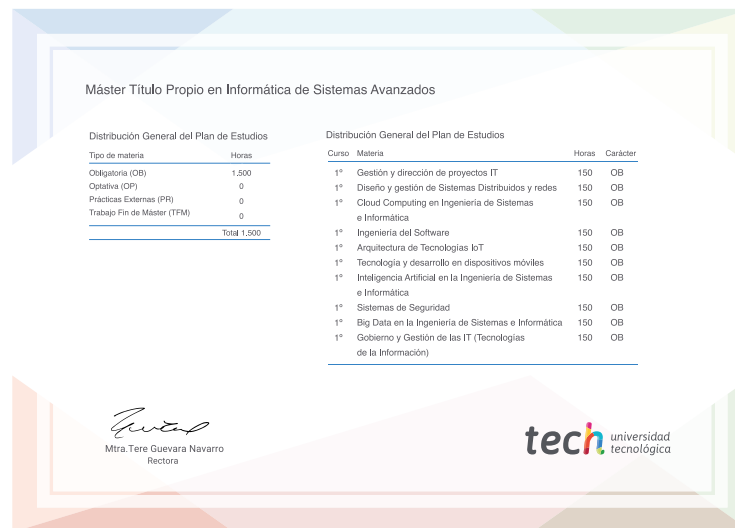 Máster Título Propio en Informática de Sistemas Avanzados
Distribución General del Plan de Estudios
Tipo de materia Horas
Obligatoria (OB) 1.500
Optativa (OP) 0
Prácticas Externas (PR) 0
Trabajo Fin de Máster (TFM) 0
Total 1,500
Distribución General del Plan de Estudios
Curso Materia Horas Carácter
1º Gestión y dirección de proyectos IT 150 OB
1º Diseño y gestión de Sistemas Distribuidos y redes 150 OB
1º Cloud Computing en Ingeniería de Sistemas 150 OB
e Informática
1º Ingeniería del Software 150 OB
1º Arquitectura de Tecnologías IoT 150 OB
1º Tecnología y desarrollo en dispositivos móviles 150 OB
1º Inteligencia Artificial en la Ingeniería de Sistemas 150 OB
e Informática
1º Sistemas de Seguridad 150 OB
1º Big Data en la Ingeniería de Sistemas e Informática 150 OB
1º Gobierno y Gestión de las IT (Tecnologías 150 OB
de la Información)
Mtra.Tere Guevara Navarro
Rectora
tech universidad
tecnológica